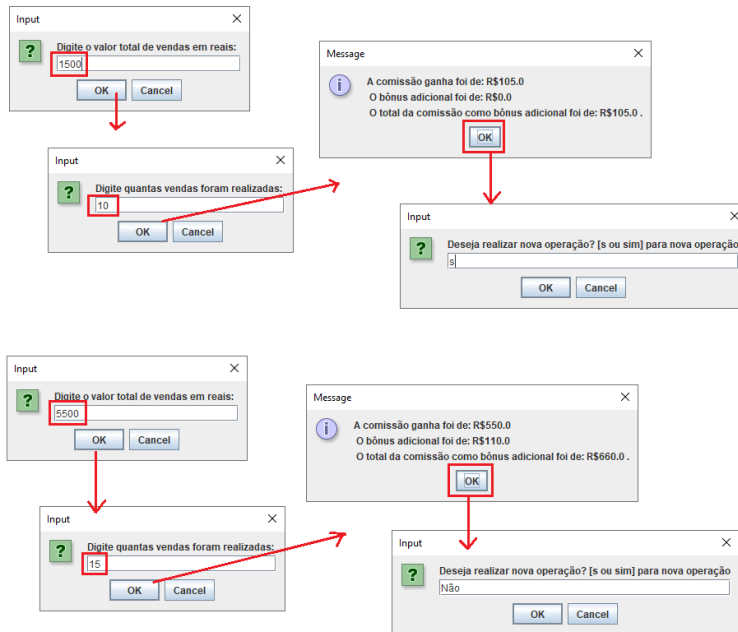 Input
Digite o valor total de vendas em reais:
1500
OK Cancel
Input
Digite quantas vendas foram realizadas:
10
OK Cancel
Message
A comissão ganha foi de: R$105.0
O bônus adicional foi de: R$0.0
O total da comissão como bônus adicional foi de: R$105.0 .
OK
Input
Deseja realizar nova operação? [s ou sim] para nova operação
s
OK Cancel
Input
Digite o valor total de vendas em reais:
5500
OK Cancel
Input
Digite quantas vendas foram realizadas:
15
OK Cancel
Message
A comissão ganha foi de: R$550.0
O bônus adicional foi de: R$110.0
O total da comissão como bônus adicional foi de: R$660.0 .
OK
Input
Deseja realizar nova operação? [s ou sim] para nova operação
Não
OK Cancel